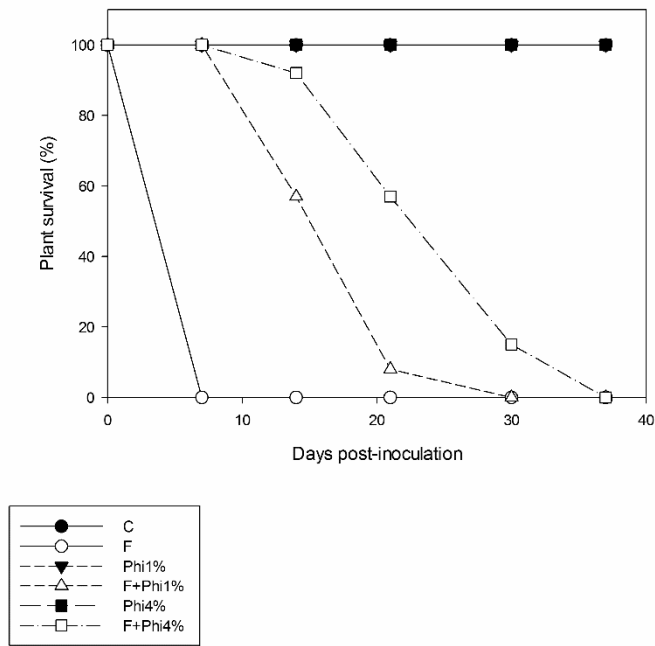 100
80
60
40
20
0
Plant survival (%)
0 10 20 30 40
Days post-inoculation
C
F
Phi1%
F+Phi1%
Phi4%
F+Phi4%